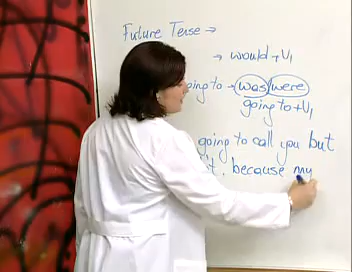 Future Tense →
→ would + V1
going to → was/were
going to + V1
going to call you but
't, because my